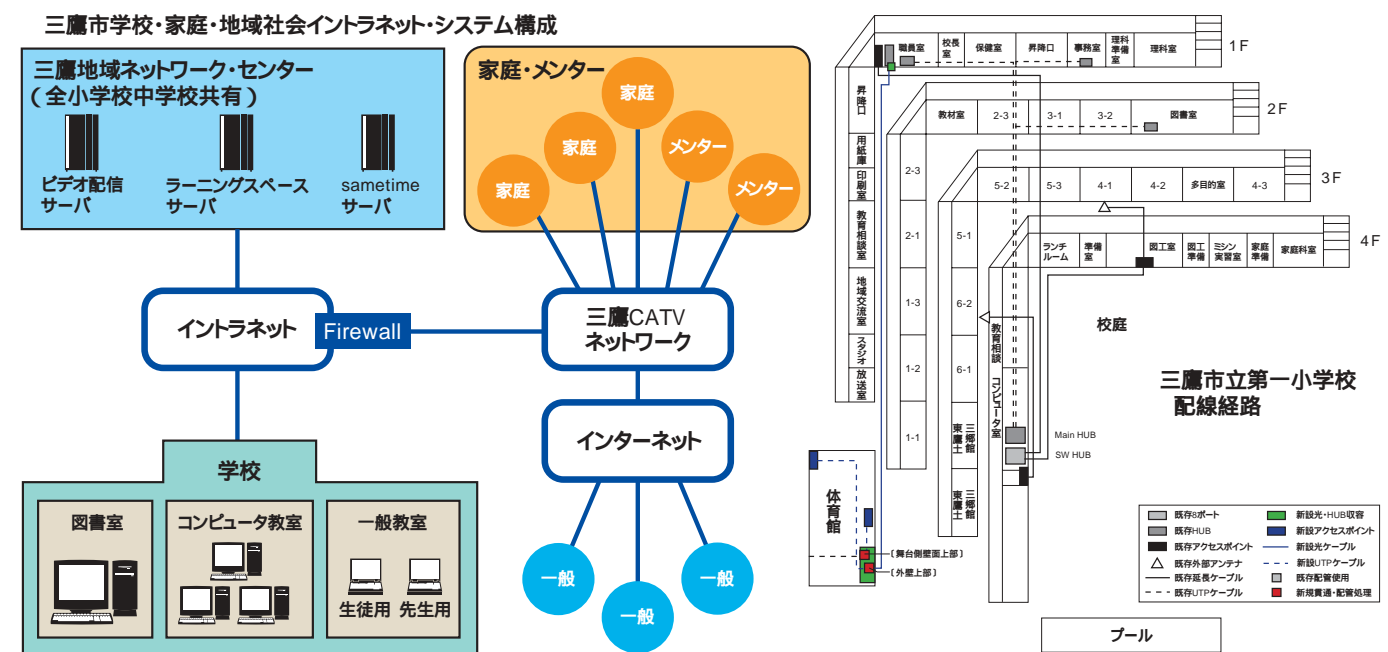 三鷹市学校・家庭・地域社会イントラネット・システム構成
三鷹地域ネットワーク・センター
(全小学校中学校共有)
ビデオ配信
サーバ
ラーニングスペース
サーバ
sametime
サーバ
家庭・メンター
家庭
家庭
家庭
メンター
メンター
イントラネット
Firewall
三鷹CATV
ネットワーク
インターネット
一般
一般
一般
学校
図書室
コンピュータ教室
一般教室
生徒用
先生用
職員室
校長
室
保健室
昇降口
事務室
理科
準備
室
理科室
1F
昇降口
用紙庫
印刷室
教育相談室
地域交流室
スタジオ
放送室
教材室
2-3
3-1
3-2
図書室
2F
2-3
2-1
1-3
1-2
1-1
5-2
5-3
4-1
4-2
多目的室
4-3
3F
5-1
6-2
6-1
三鷹
東土
郷館
三鷹
東土
郷館
ランチ
ルーム
準備
室
図工室
図工
準備
ミシン
実習室
家庭
準備
家庭科室
4F
教育相談
コンピュータ室
Main HUB
SW HUB
校庭
三鷹市立第一小学校
配線経路
体育館
〔舞台側壁面上部〕
〔外壁上部〕
既存8ポート
既存HUB
既存アクセスポイント
既存外部アンテナ
既存延長ケーブル
既存UTPケーブル
新設光・HUB収容
新設アクセスポイント
新設光ケーブル
新設UTPケーブル
既存配管使用
新規貫通・配管処理
プール